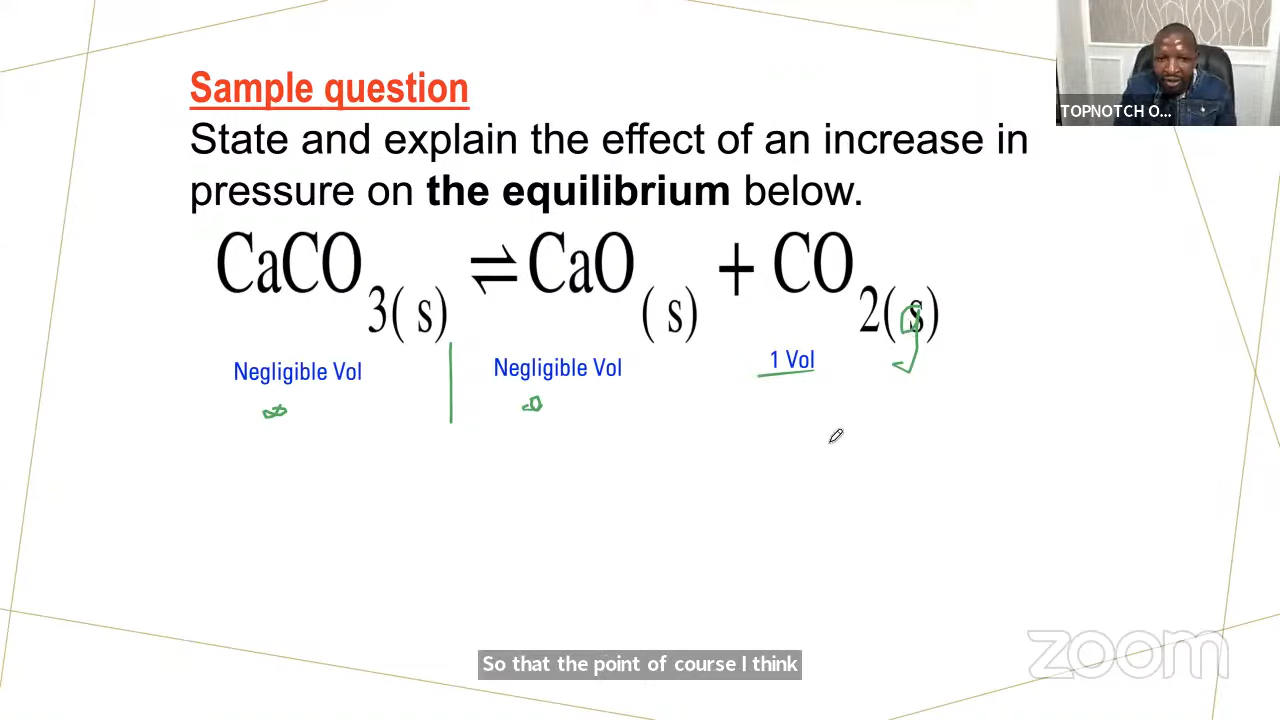 Sample question
TOPNOTCH O...
State and explain the effect of an increase in
pressure on the equilibrium below.
CaCO3(s) ⇌ CaO(s) + CO2(s)
g
Negligible Vol Negligible Vol 1 Vol
So that the point of course I think
zoom